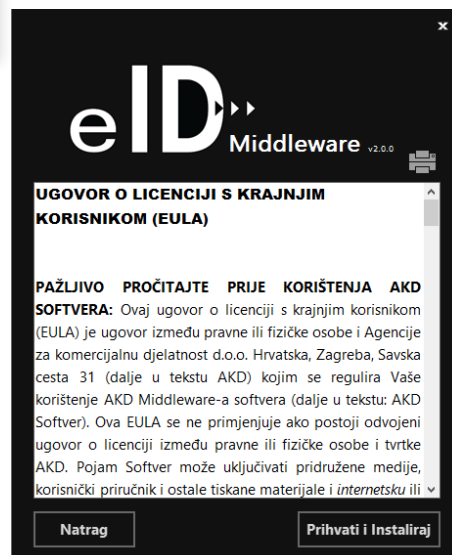 ×
eID
Middleware v2.0.0
UGOVOR O LICENCIJI S KRAJNJIM
KORISNIKOM (EULA)
PAŽLJIVO PROČITAJTE PRIJE KORIŠTENJA AKD
SOFTVERA: Ovaj ugovor o licenciji s krajnjim korisnikom
(EULA) je ugovor između pravne ili fizičke osobe i Agencije
za komercijalnu djelatnost d.o.o. Hrvatska, Zagreba, Savska
cesta 31 (dalje u tekstu AKD) kojim se regulira Vaše
korištenje AKD Middleware-a softvera (dalje u tekstu: AKD
Softver). Ova EULA se ne primjenjuje ako postoji odvojeni
ugovor o licenciji između pravne ili fizičke osobe i tvrtke
AKD. Pojam Softver može uključivati pridružene medije,
korisnički priručnik i ostale tiskane materijale i internetsku ili
Natrag
Prihvati i Instaliraj